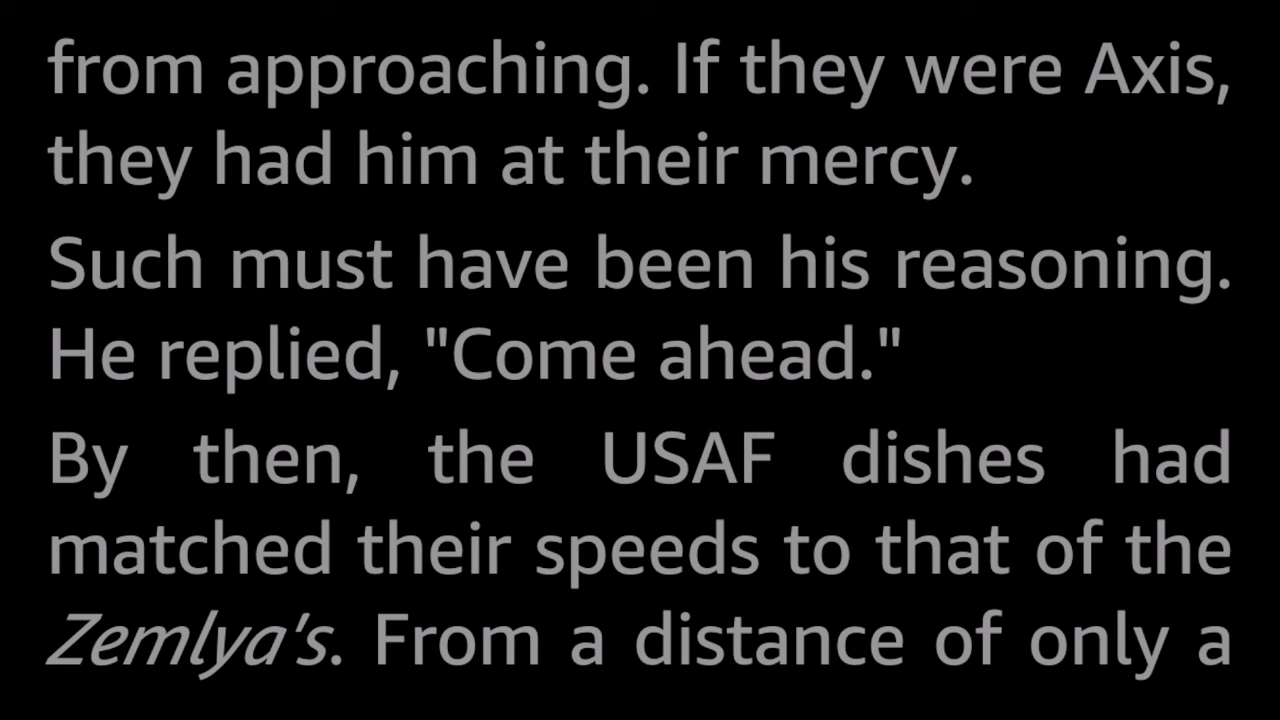 from approaching. If they were Axis,
they had him at their mercy.
Such must have been his reasoning.
He replied, "Come ahead."
By then, the USAF dishes had
matched their speeds to that of the
Zemlya's. From a distance of only a